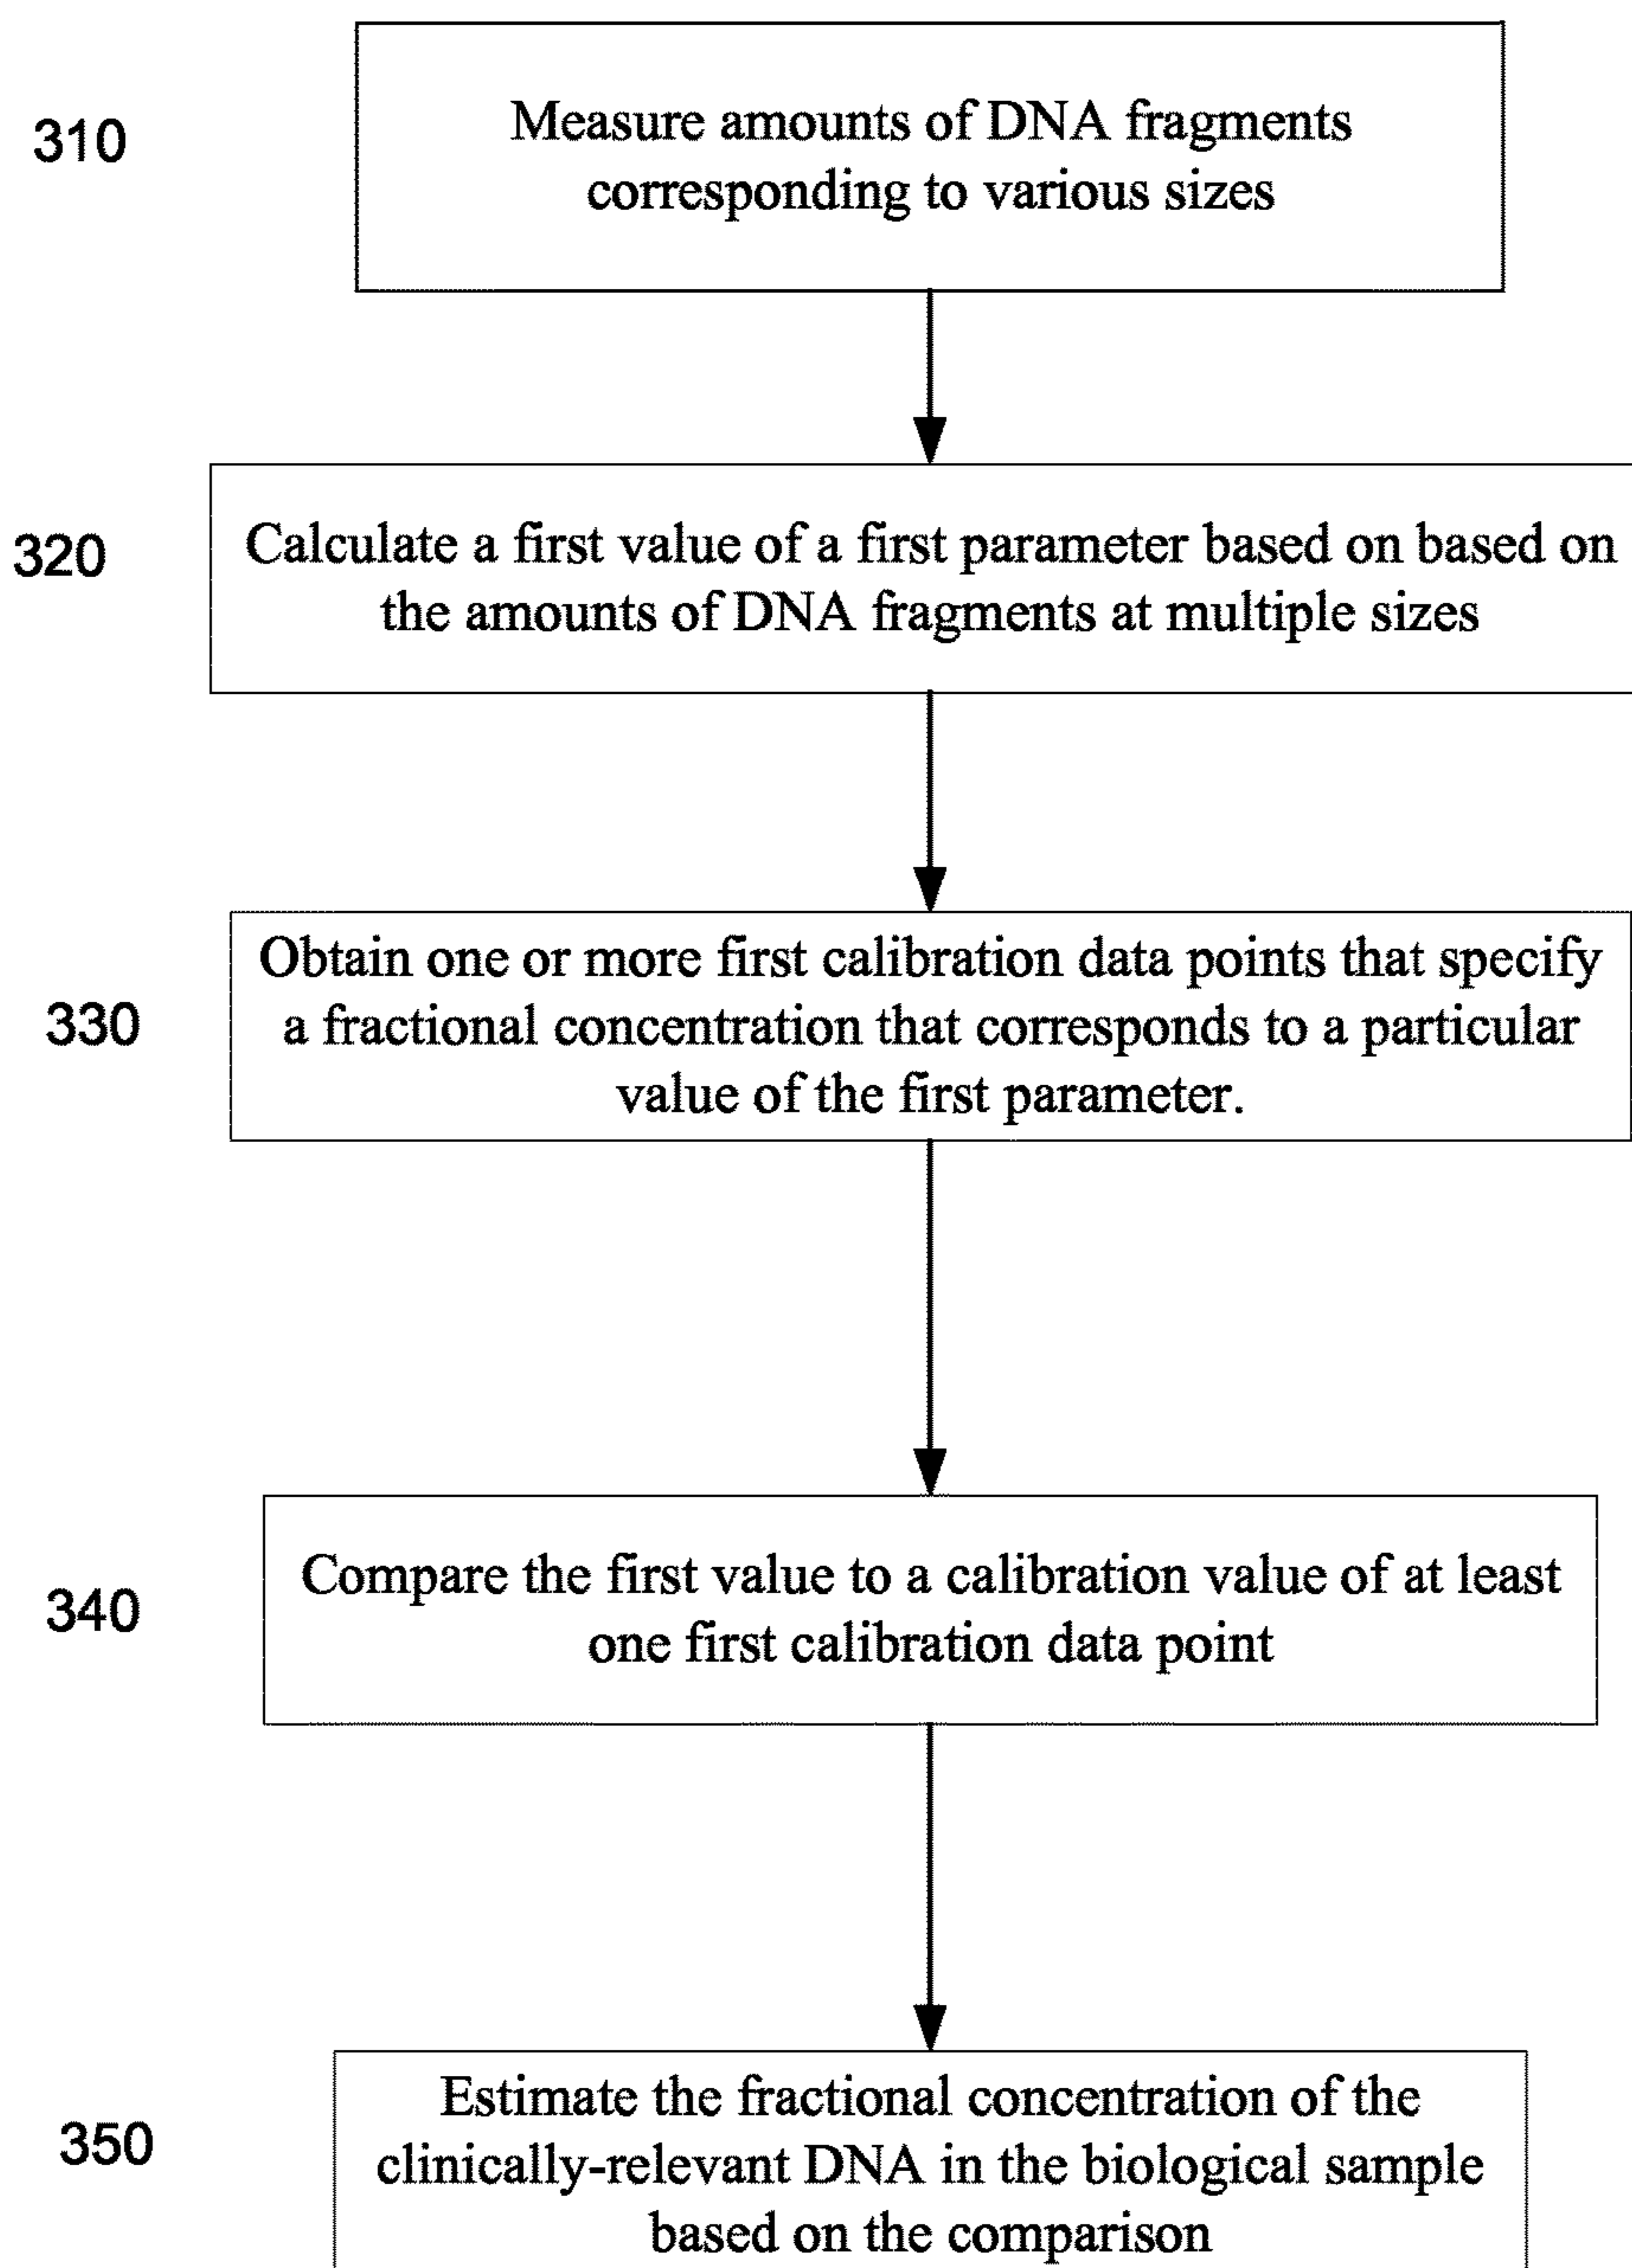 310
Measure amounts of DNA fragments
corresponding to various sizes
320
Calculate a first value of a first parameter based on based on
the amounts of DNA fragments at multiple sizes
330
Obtain one or more first calibration data points that specify
a fractional concentration that corresponds to a particular
value of the first parameter.
340
Compare the first value to a calibration value of at least
one first calibration data point
350
Estimate the fractional concentration of the
clinically-relevant DNA in the biological sample
based on the comparison